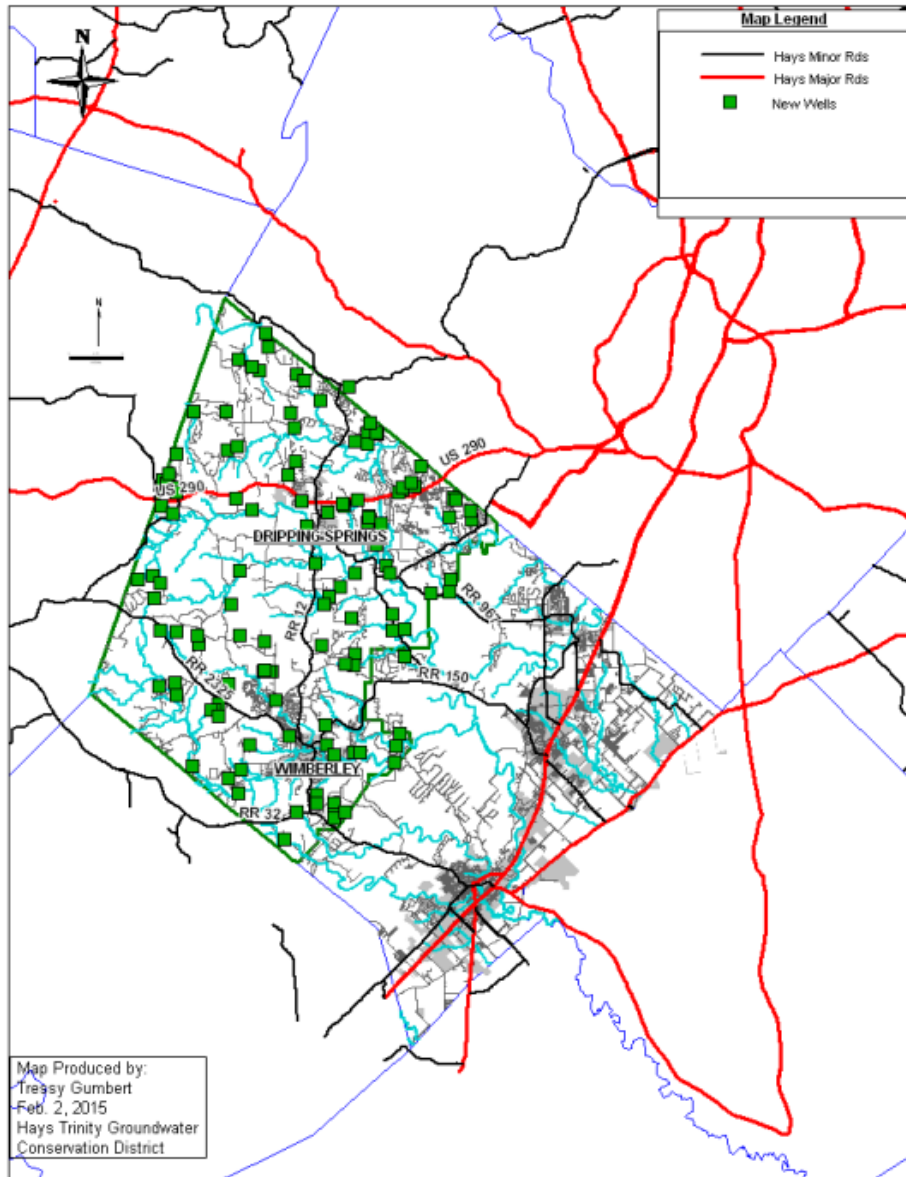 N
Map Legend
Hays Minor Rds
Hays Major Rds
New Wells
N
US 290
US 290
DRIPPING SPRINGS
RR 12
RR 967
RR 150
RR 2325
WIMBERLEY
RR 32
Map Produced by:
Tressy Gumbert
Feb. 2, 2015
Hays Trinity Groundwater
Conservation District